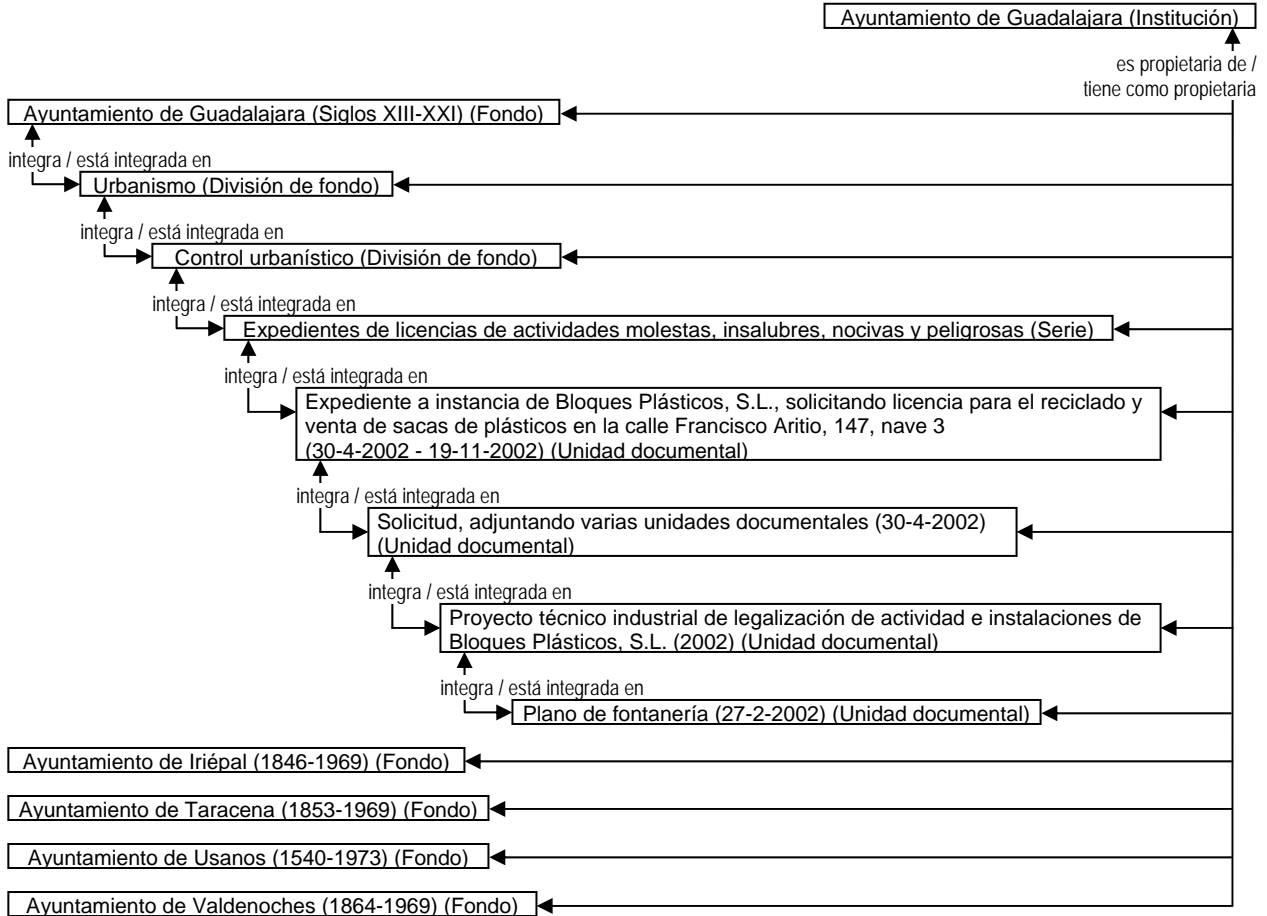 Ayuntamiento de Guadalajara (Institución)
es propietaria de /
tiene como propietaria
Ayuntamiento de Guadalajara (Siglos XIII-XXI) (Fondo)
integra / está integrada en
Urbanismo (División de fondo)
integra / está integrada en
Control urbanístico (División de fondo)
integra / está integrada en
Expedientes de licencias de actividades molestas, insalubres, nocivas y peligrosas (Serie)
integra / está integrada en
Expediente a instancia de Bloques Plásticos, S.L., solicitando licencia para el reciclado y
venta de sacas de plásticos en la calle Francisco Aritio, 147, nave 3
(30-4-2002 - 19-11-2002) (Unidad documental)
integra / está integrada en
Solicitud, adjuntando varias unidades documentales (30-4-2002)
(Unidad documental)
integra / está integrada en
Proyecto técnico industrial de legalización de actividad e instalaciones de
Bloques Plásticos, S.L. (2002) (Unidad documental)
integra / está integrada en
Plano de fontanería (27-2-2002) (Unidad documental)
Ayuntamiento de Iriépal (1846-1969) (Fondo)
Ayuntamiento de Taracena (1853-1969) (Fondo)
Ayuntamiento de Usanos (1540-1973) (Fondo)
Ayuntamiento de Valdenoches (1864-1969) (Fondo)